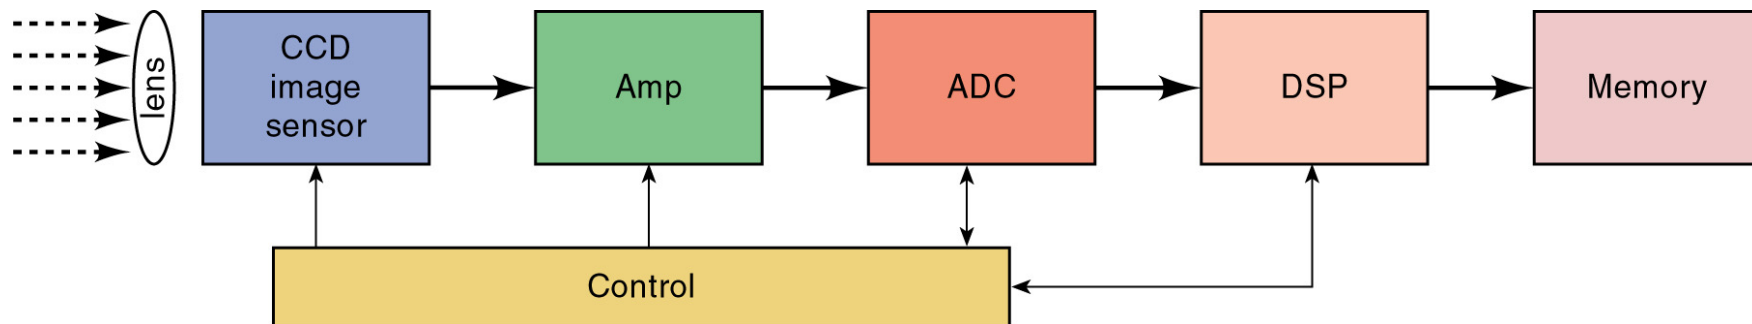 lens
CCD
image
sensor
Amp
ADC
DSP
Memory
Control